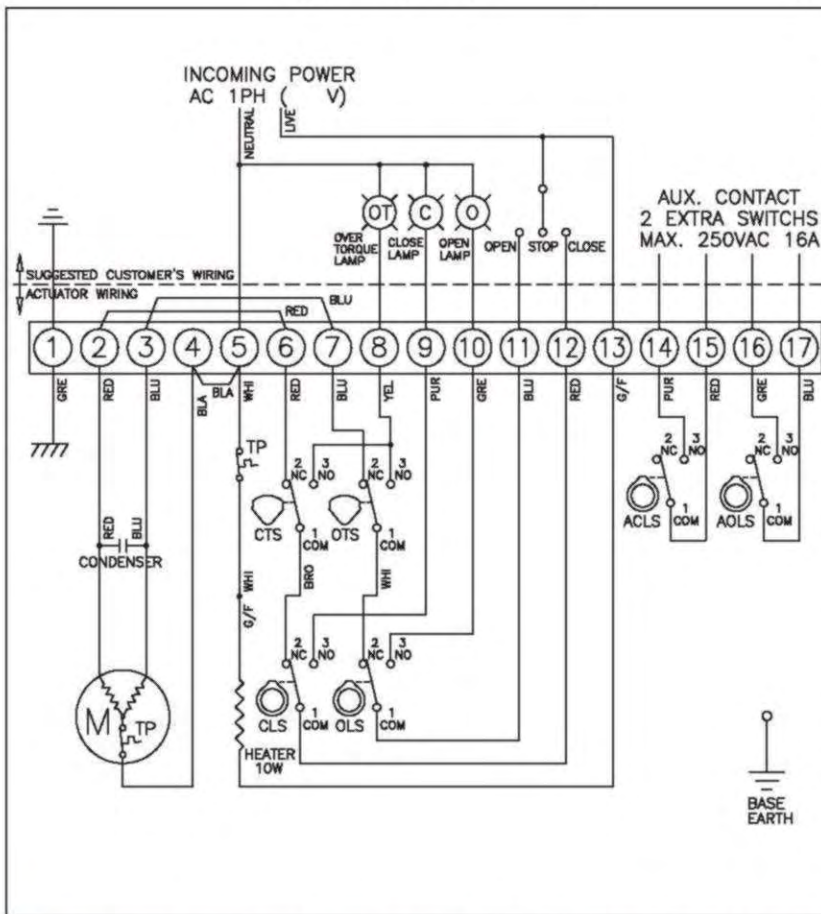 INCOMING POWER
AC 1PH ( V)
NEUTRAL
LIVE
OT
C
O
OVER
TORQUE
LAMP
CLOSE
LAMP
OPEN
LAMP
OPEN
STOP
CLOSE
AUX. CONTACT
2 EXTRA SWITCHS
MAX. 250VAC 16A
SUGGESTED CUSTOMER'S WIRING
ACTUATOR WIRING
BLU
RED
1 2 3 4 5 6 7 8 9 10 11 12 13 14 15 16 17
GRE
RED
BLU
BLA
BLA
WHI
RED
BLU
YEL
PUR
GRE
BLU
RED
G/F
PUR
RED
GRE
BLU
TP
2
NC
3
NO
2
NC
3
NO
2
NC
3
NO
2
NC
3
NO
CTS
1
COM
OTS
1
COM
ACLS
1
COM
AOLS
1
COM
RED
BLU
CONDENSER
WHI
G/F
BRO
WHI
2
NC
3
NO
2
NC
3
NO
M
TP
CLS
1
COM
OLS
1
COM
HEATER
10W
BASE
EARTH